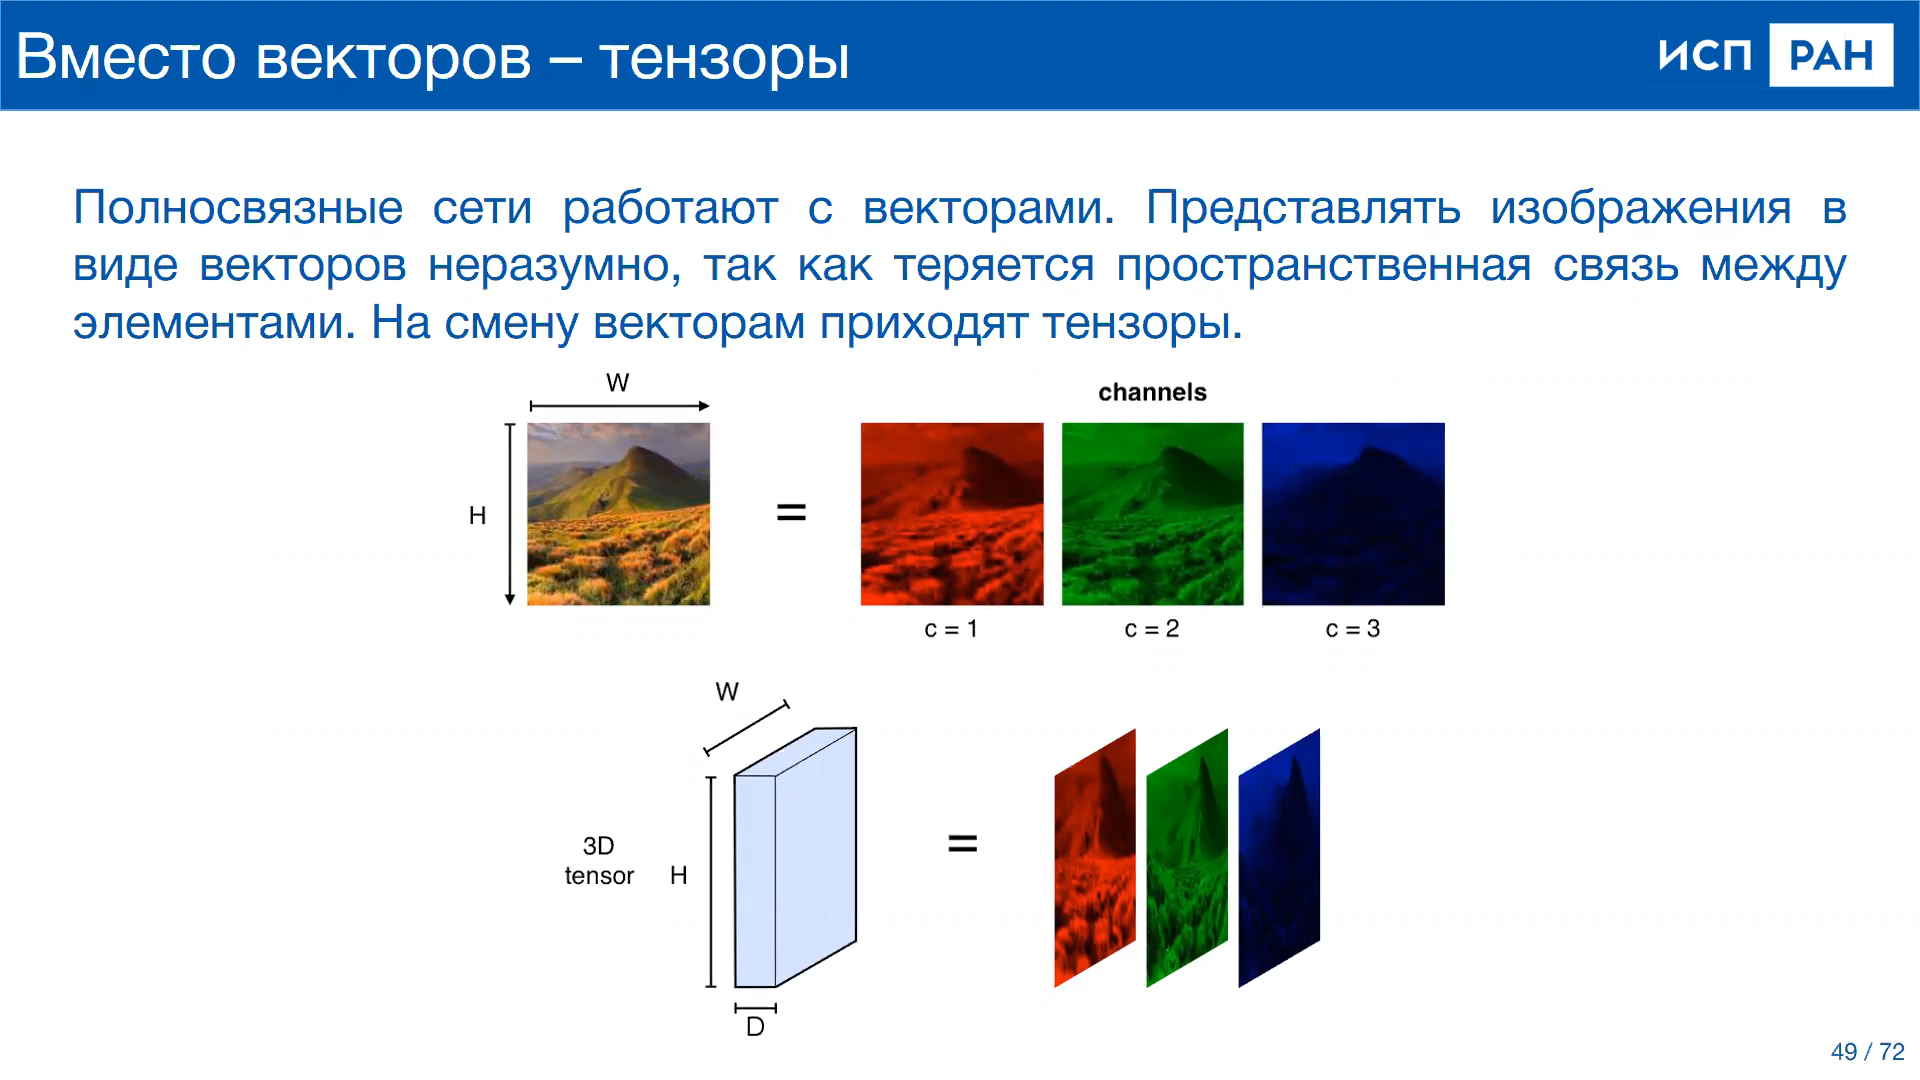 Вместо векторов – тензоры
ИСП РАН
Полносвязные сети работают с векторами. Представлять изображения в
виде векторов неразумно, так как теряется пространственная связь между
элементами. На смену векторам приходят тензоры.
W
channels
H
=
c = 1
c = 2
c = 3
W
3D
tensor
H
=
D
49 / 72